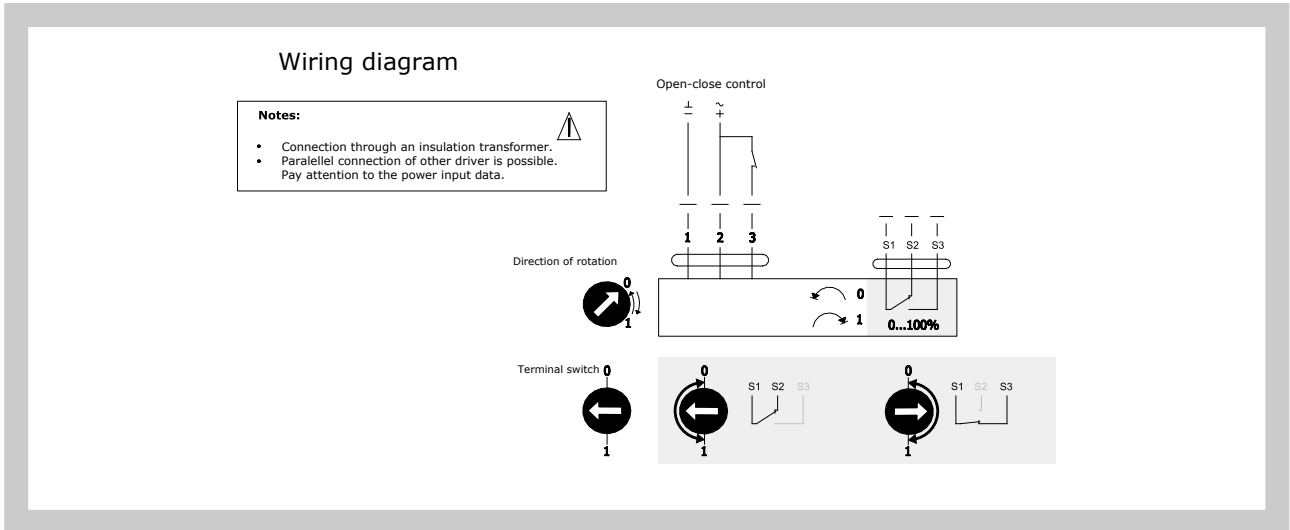 Wiring diagram
Open-close control
Notes:
• Connection through an insulation transformer.
• Paralellel connection of other driver is possible.
Pay attention to the power input data.
⊥ ~
− +
1 2 3
S1 S2 S3
Direction of rotation
0
1
0
1
0...100%
Terminal switch 0
1
0
1
S1 S2 S3
0
1
S1 S2 S3